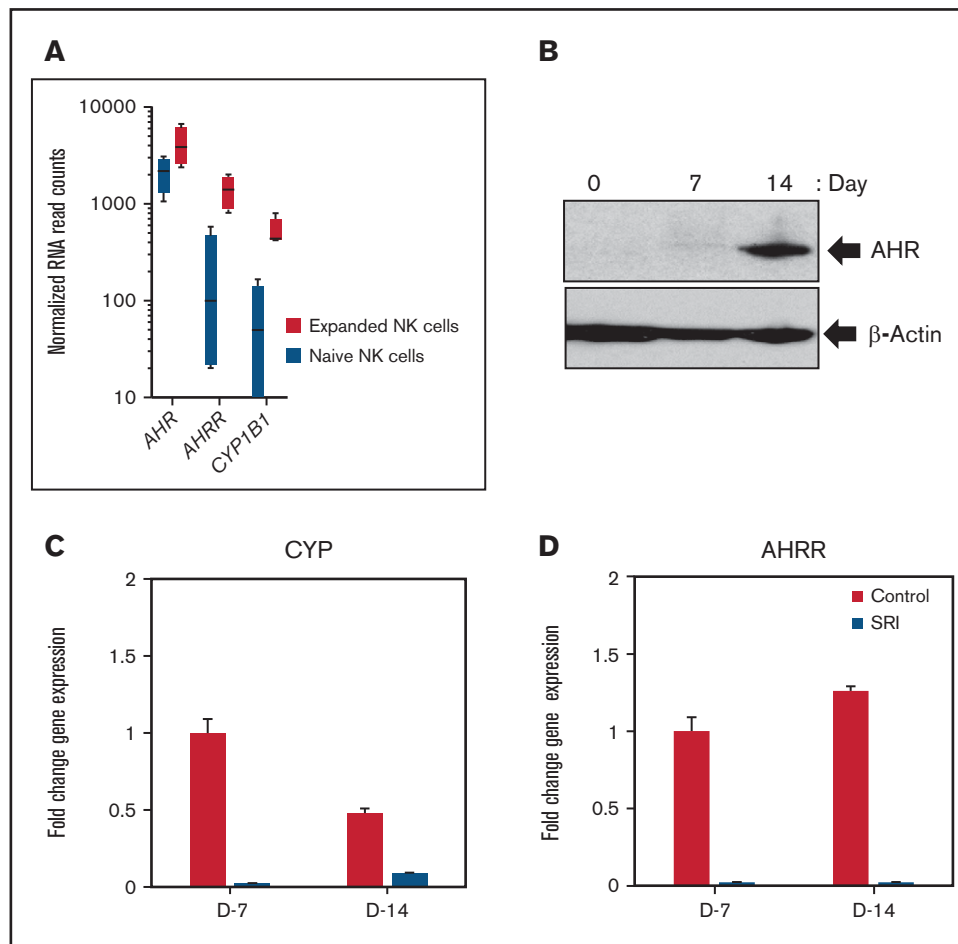 A
10000
1000
100
10
Normalized RNA read counts
Expanded NK cells
Naive NK cells
AHR
AHRR
CYP1B1
B
0 7 14 : Day
AHR
β-Actin
C
CYP
2
1.5
1
0.5
0
Fold change gene expression
D-7 D-14
D
AHRR
2
1.5
1
0.5
0
Fold change gene expression
Control
SRI
D-7 D-14